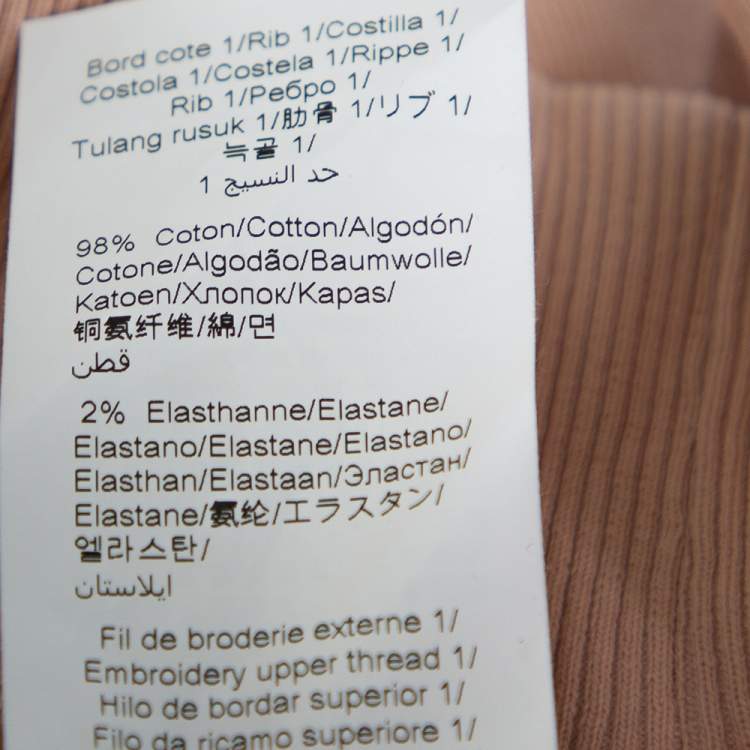 Bord cote 1/Rib 1/Costilla 1/
Costola 1/Costela 1/Rippe 1/
Rib 1/Ребро 1/
Tulang rusuk 1/肋骨 1/リブ 1/
늑골 1/
حد النسيج 1
98% Coton/Cotton/Algodón/
Cotone/Algodão/Baumwolle/
Katoen/Хлопок/Kapas/
铜氨纤维/綿/면
قطن
2% Elasthanne/Elastane/
Elastano/Elastane/Elastano/
Elasthan/Elastaan/Эластан/
Elastane/氨纶/エラスタン/
엘라스탄/
ايلاستان
Fil de broderie externe 1/
Embroidery upper thread 1/
Hilo de bordar superior 1/
Filo da ricamo superiore 1/